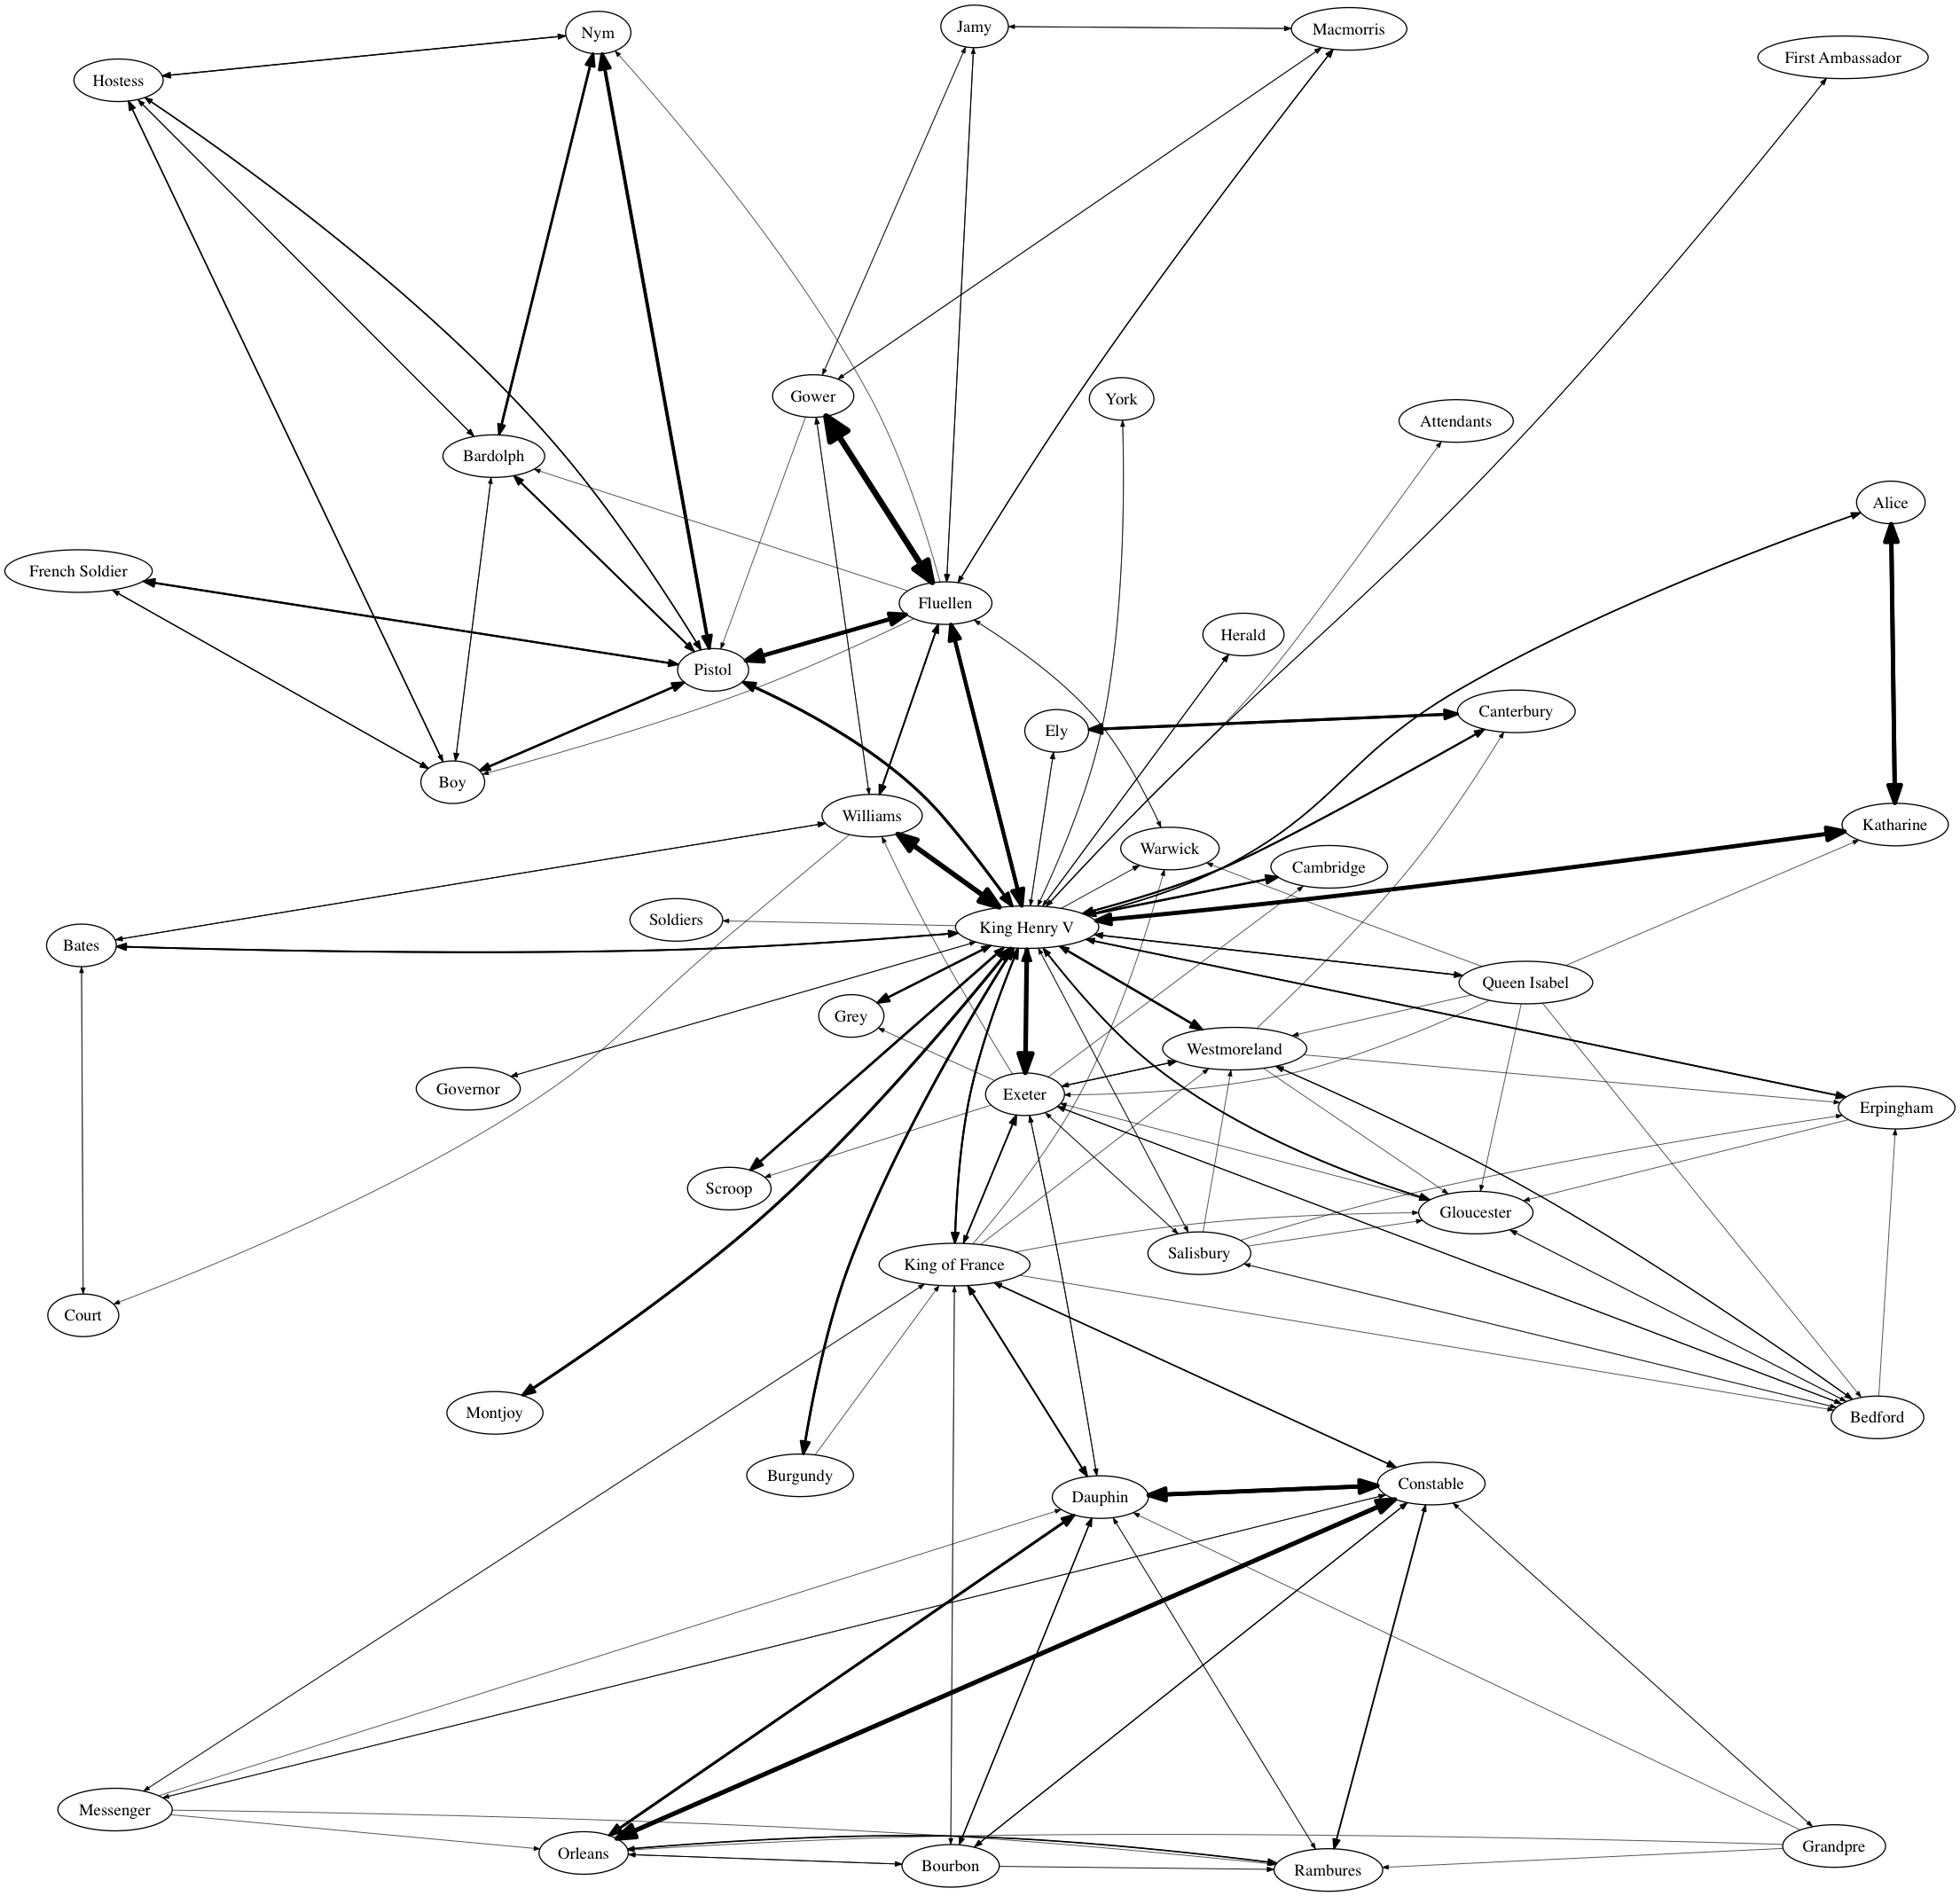 Nym
Jamy
Macmorris
First Ambassador
Hostess
Gower
York
Attendants
Bardolph
Alice
French Soldier
Fluellen
Herald
Pistol
Canterbury
Ely
Boy
Williams
Katharine
Warwick
Cambridge
Soldiers
King Henry V
Bates
Queen Isabel
Grey
Westmoreland
Governor
Exeter
Erpingham
Scroop
Gloucester
Salisbury
King of France
Court
Montjoy
Bedford
Burgundy
Constable
Dauphin
Messenger
Orleans
Grandpre
Bourbon
Rambures